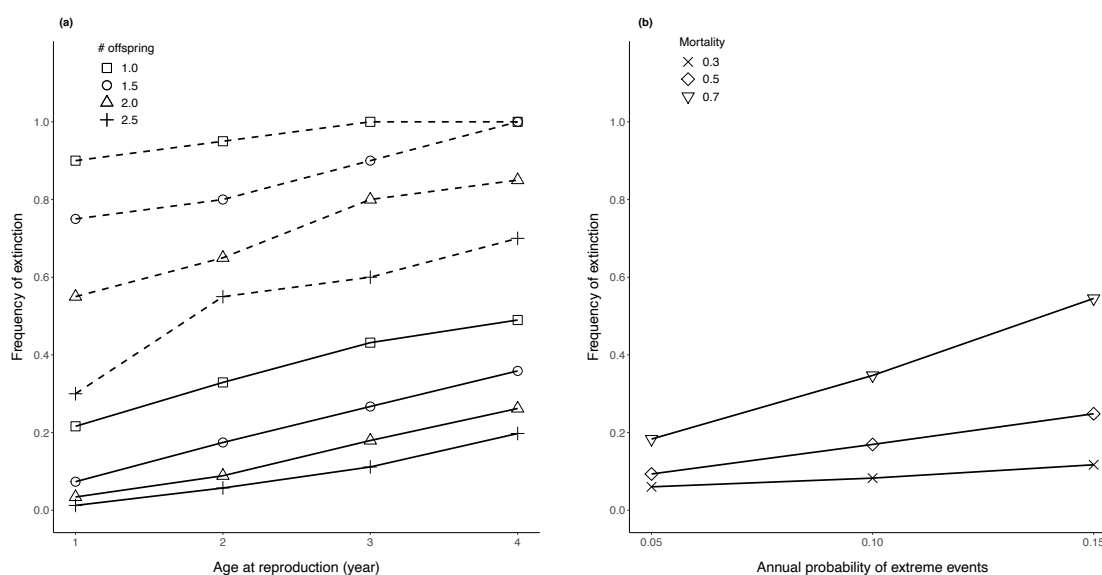 (a)
# offspring
1.0
1.5
2.0
2.5
Frequency of extinction
1.0
0.8
0.6
0.4
0.2
0.0
1 2 3 4
Age at reproduction (year)
(b)
Mortality
0.3
0.5
0.7
Frequency of extinction
1.0
0.8
0.6
0.4
0.2
0.0
0.05 0.10 0.15
Annual probability of extreme events